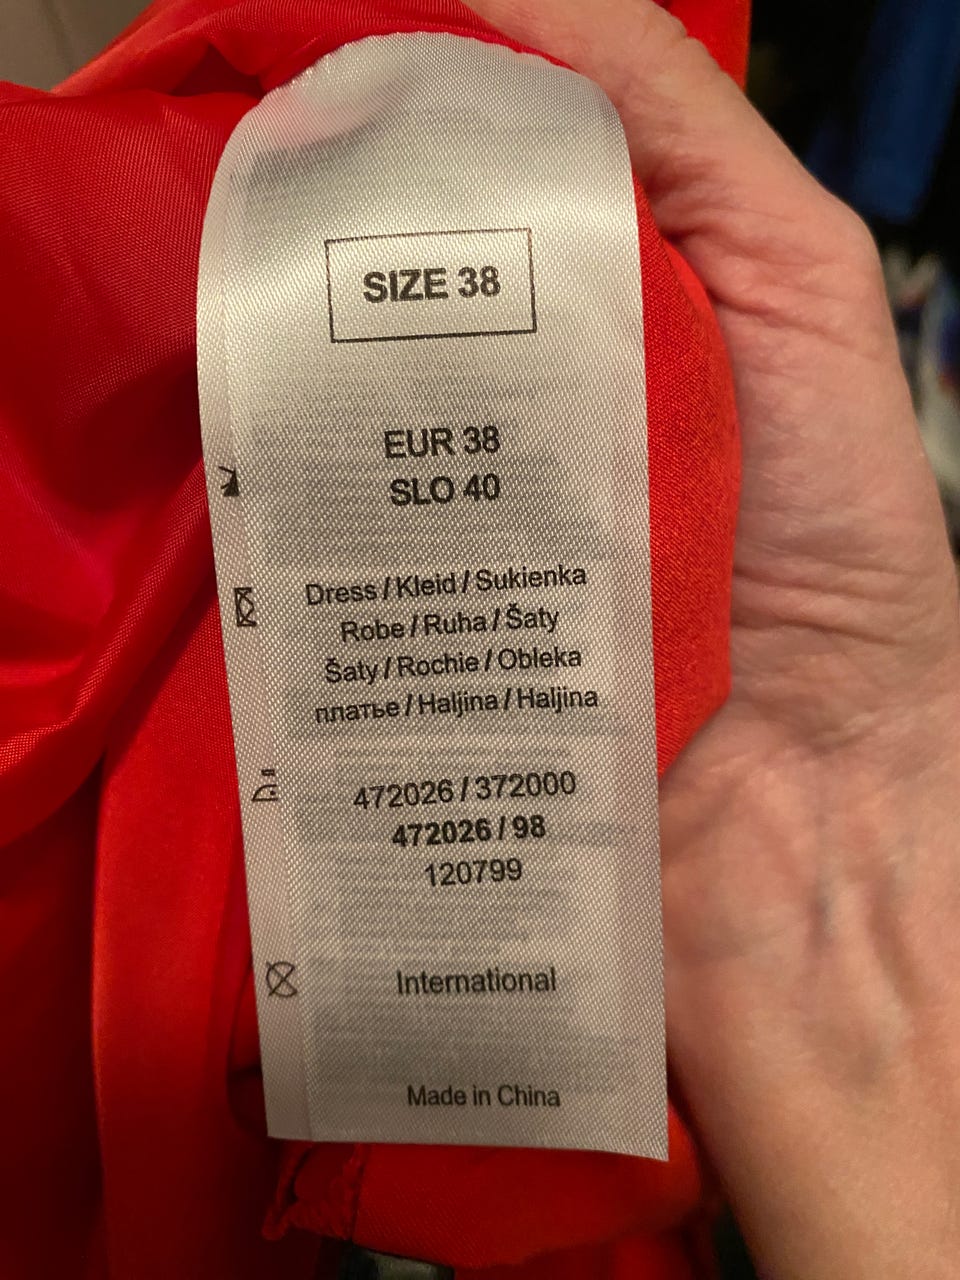 SIZE 38
EUR 38
SLO 40
Dress / Kleid / Sukienka
Robe / Ruha / Šaty
Šaty / Rochie / Obleka
платье / Haljina / Haljina
472026 / 372000
472026 / 98
120799
International
Made in China